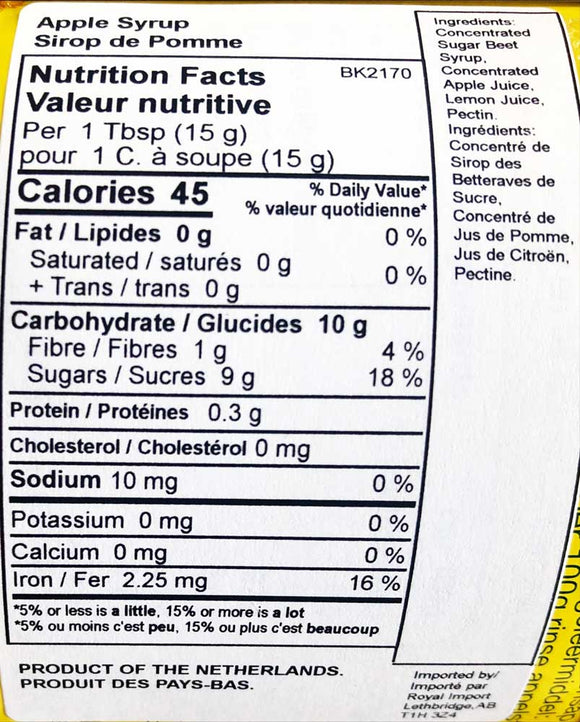 Apple Syrup
Sirop de Pomme
Nutrition Facts
Valeur nutritive
BK2170
Per 1 Tbsp (15 g)
pour 1 C. à soupe (15 g)
Calories 45
% Daily Value*
% valeur quotidienne*
Fat / Lipides 0 g 0 %
Saturated / saturés 0 g
+ Trans / trans 0 g
0 %
Carbohydrate / Glucides 10 g
Fibre / Fibres 1 g 4 %
Sugars / Sucres 9 g 18 %
Protein / Protéines 0.3 g
Cholesterol / Cholestérol 0 mg
Sodium 10 mg 0 %
Potassium 0 mg 0 %
Calcium 0 mg 0 %
Iron / Fer 2.25 mg 16 %
*5% or less is a little, 15% or more is a lot
*5% ou moins c'est peu, 15% ou plus c'est beaucoup
PRODUCT OF THE NETHERLANDS.
PRODUIT DES PAYS-BAS.
Ingredients:
Concentrated
Sugar Beet
Syrup,
Concentrated
Apple Juice,
Lemon Juice,
Pectin.
Ingrédients:
Concentré de
Sirop des
Betteraves de
Sucre,
Concentré de
Jus de Pomme,
Jus de Citroën,
Pectine.
Imported by/
Importé par
Royal Import
Lethbridge, AB
T1H 3Z4